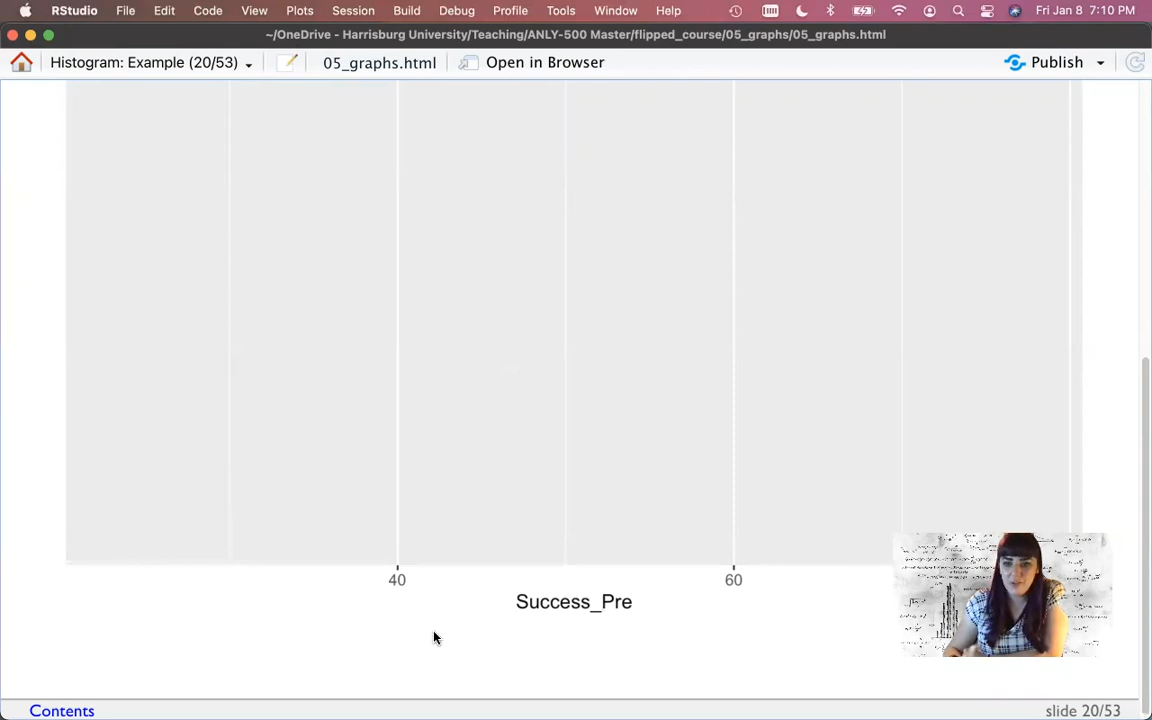 RStudio File Edit Code View Plots Session Build Debug Profile Tools Window Help Fri Jan 8 7:10 PM
~/OneDrive - Harrisburg University/Teaching/ANLY-500 Master/flipped_course/05_graphs/05_graphs.html
Histogram: Example (20/53) 05_graphs.html Open in Browser Publish
40 60
Success_Pre
Contents slide 20/53